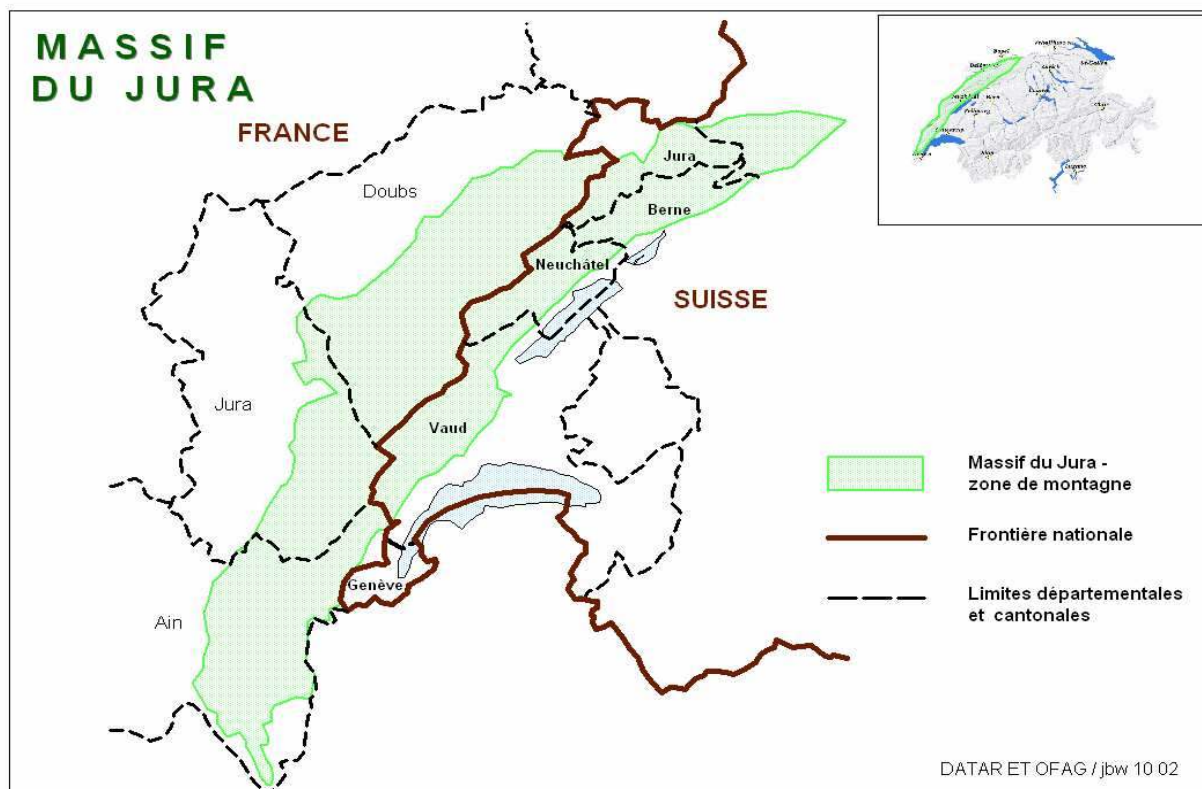 MASSIF
DU JURA
FRANCE
Doubs
Jura
Berne
Neuchâtel
SUISSE
Jura
Vaud
Genève
Ain
Massif du Jura -
zone de montagne
Frontière nationale
Limites départementales
et cantonales
DATAR ET OFAG / jbw 10 02